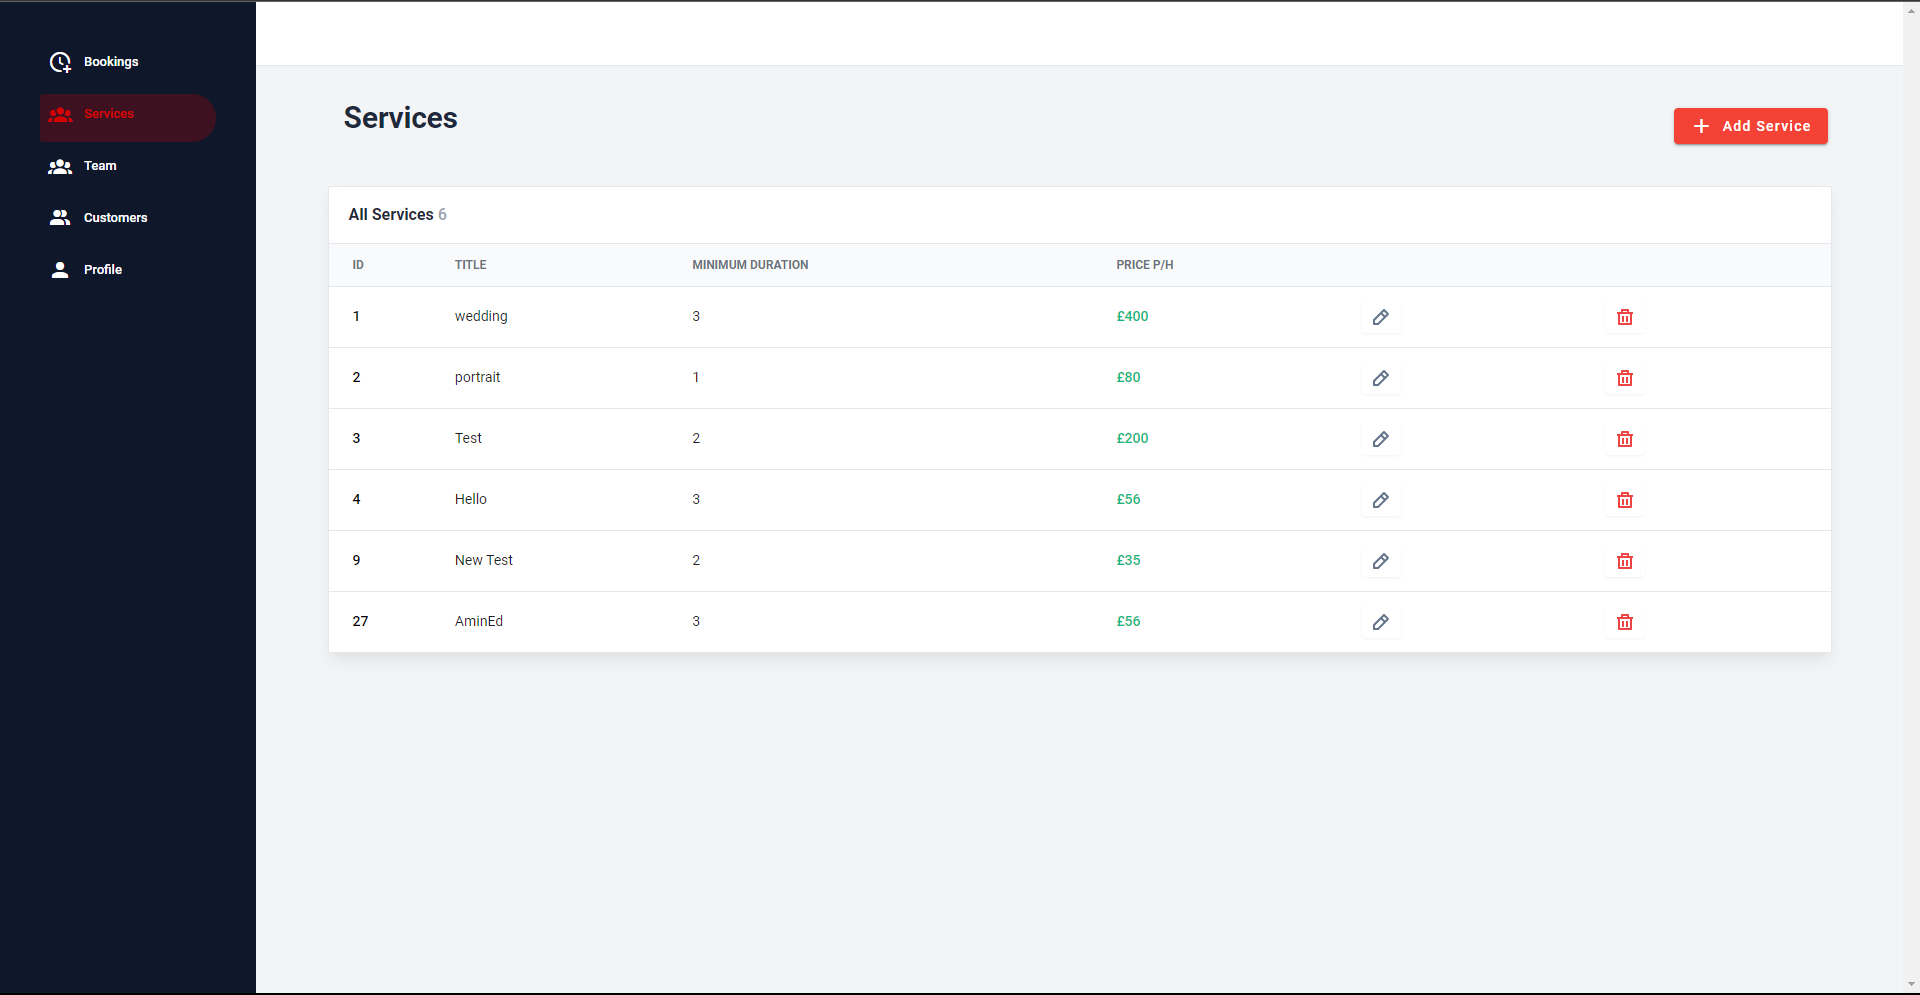 Bookings
Services
Team
Customers
Profile
Services
Add Service
All Services 6
ID TITLE MINIMUM DURATION PRICE P/H
1 wedding 3 £400
2 portrait 1 £80
3 Test 2 £200
4 Hello 3 £56
9 New Test 2 £35
27 AminEd 3 £56